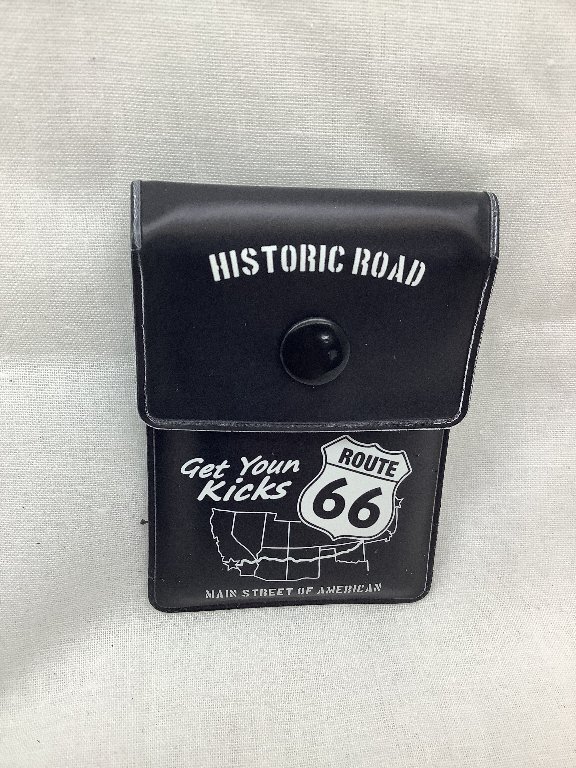 HISTORIC ROAD
Get Youn
Kicks
ROUTE
66
MAIN STREET OF AMERICAN